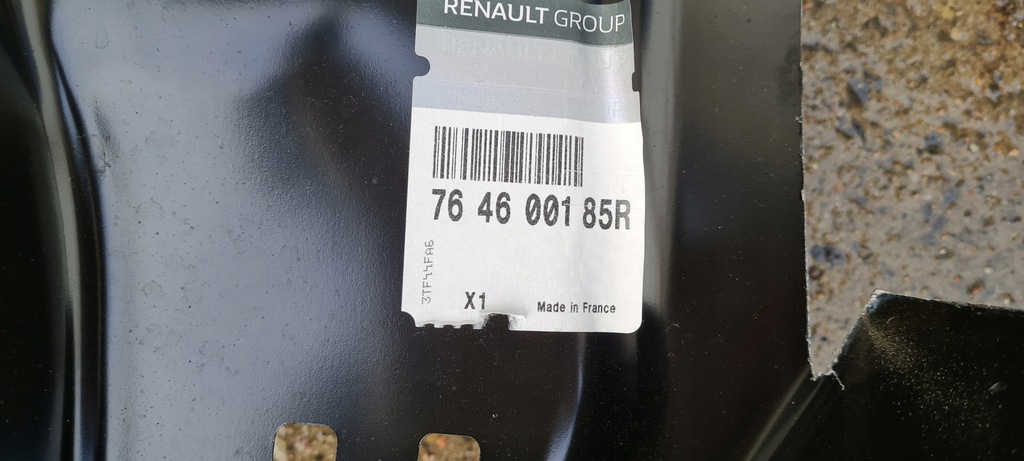 RENAULT GROUP
76 46 001 85R
3TF44FA6
X1
Made in France